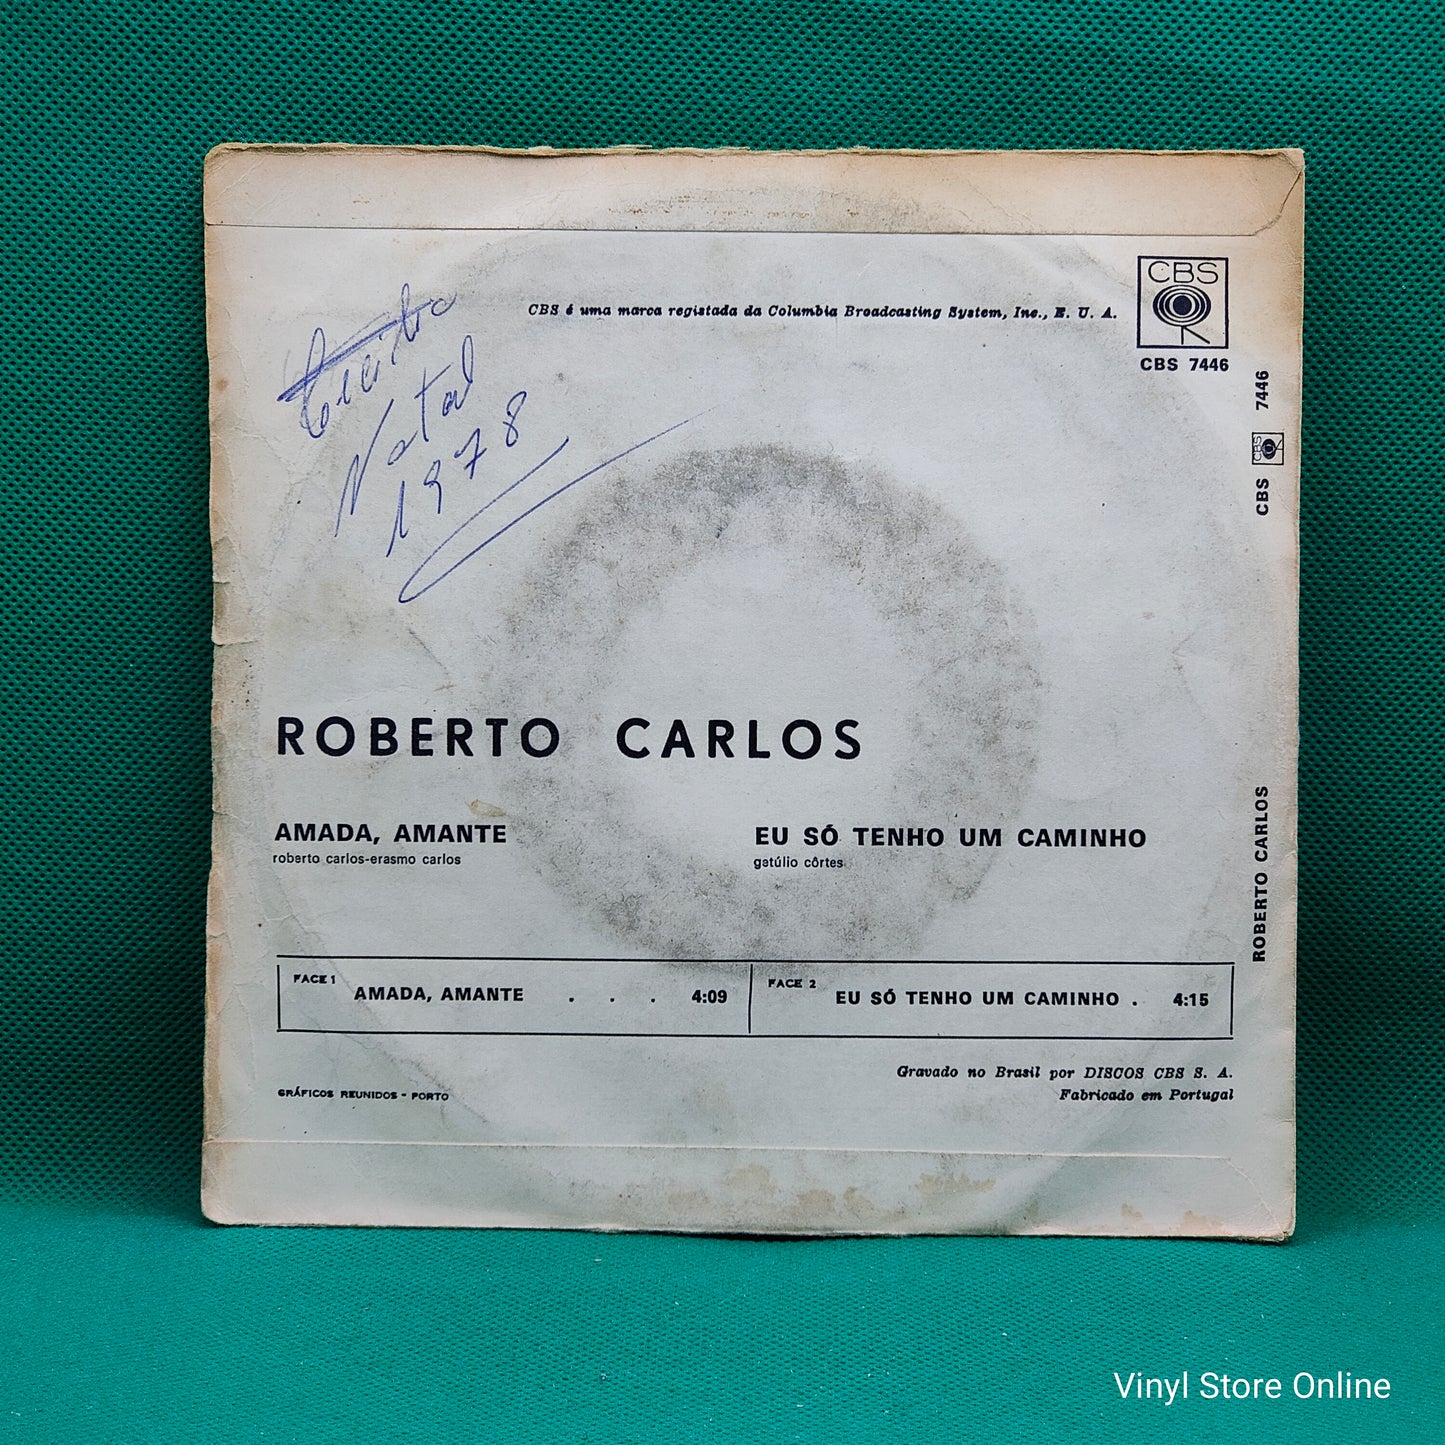 CBS
CBS é uma marca registada da Columbia Broadcasting System, Inc., E. U. A.
CBS 7446
Natal
1978
ROBERTO CARLOS
AMADA, AMANTE
roberto carlos-erasmo carlos
EU SÓ TENHO UM CAMINHO
getúlio côrtes
FACE 1
AMADA, AMANTE . . . 4:09
FACE 2
EU SÓ TENHO UM CAMINHO . 4:15
Gravado no Brasil por DISCOS CBS S. A.
Fabricado em Portugal
GRÁFICOS REUNIDOS - PORTO
ROBERTO CARLOS CBS CBS 7446
Vinyl Store Online